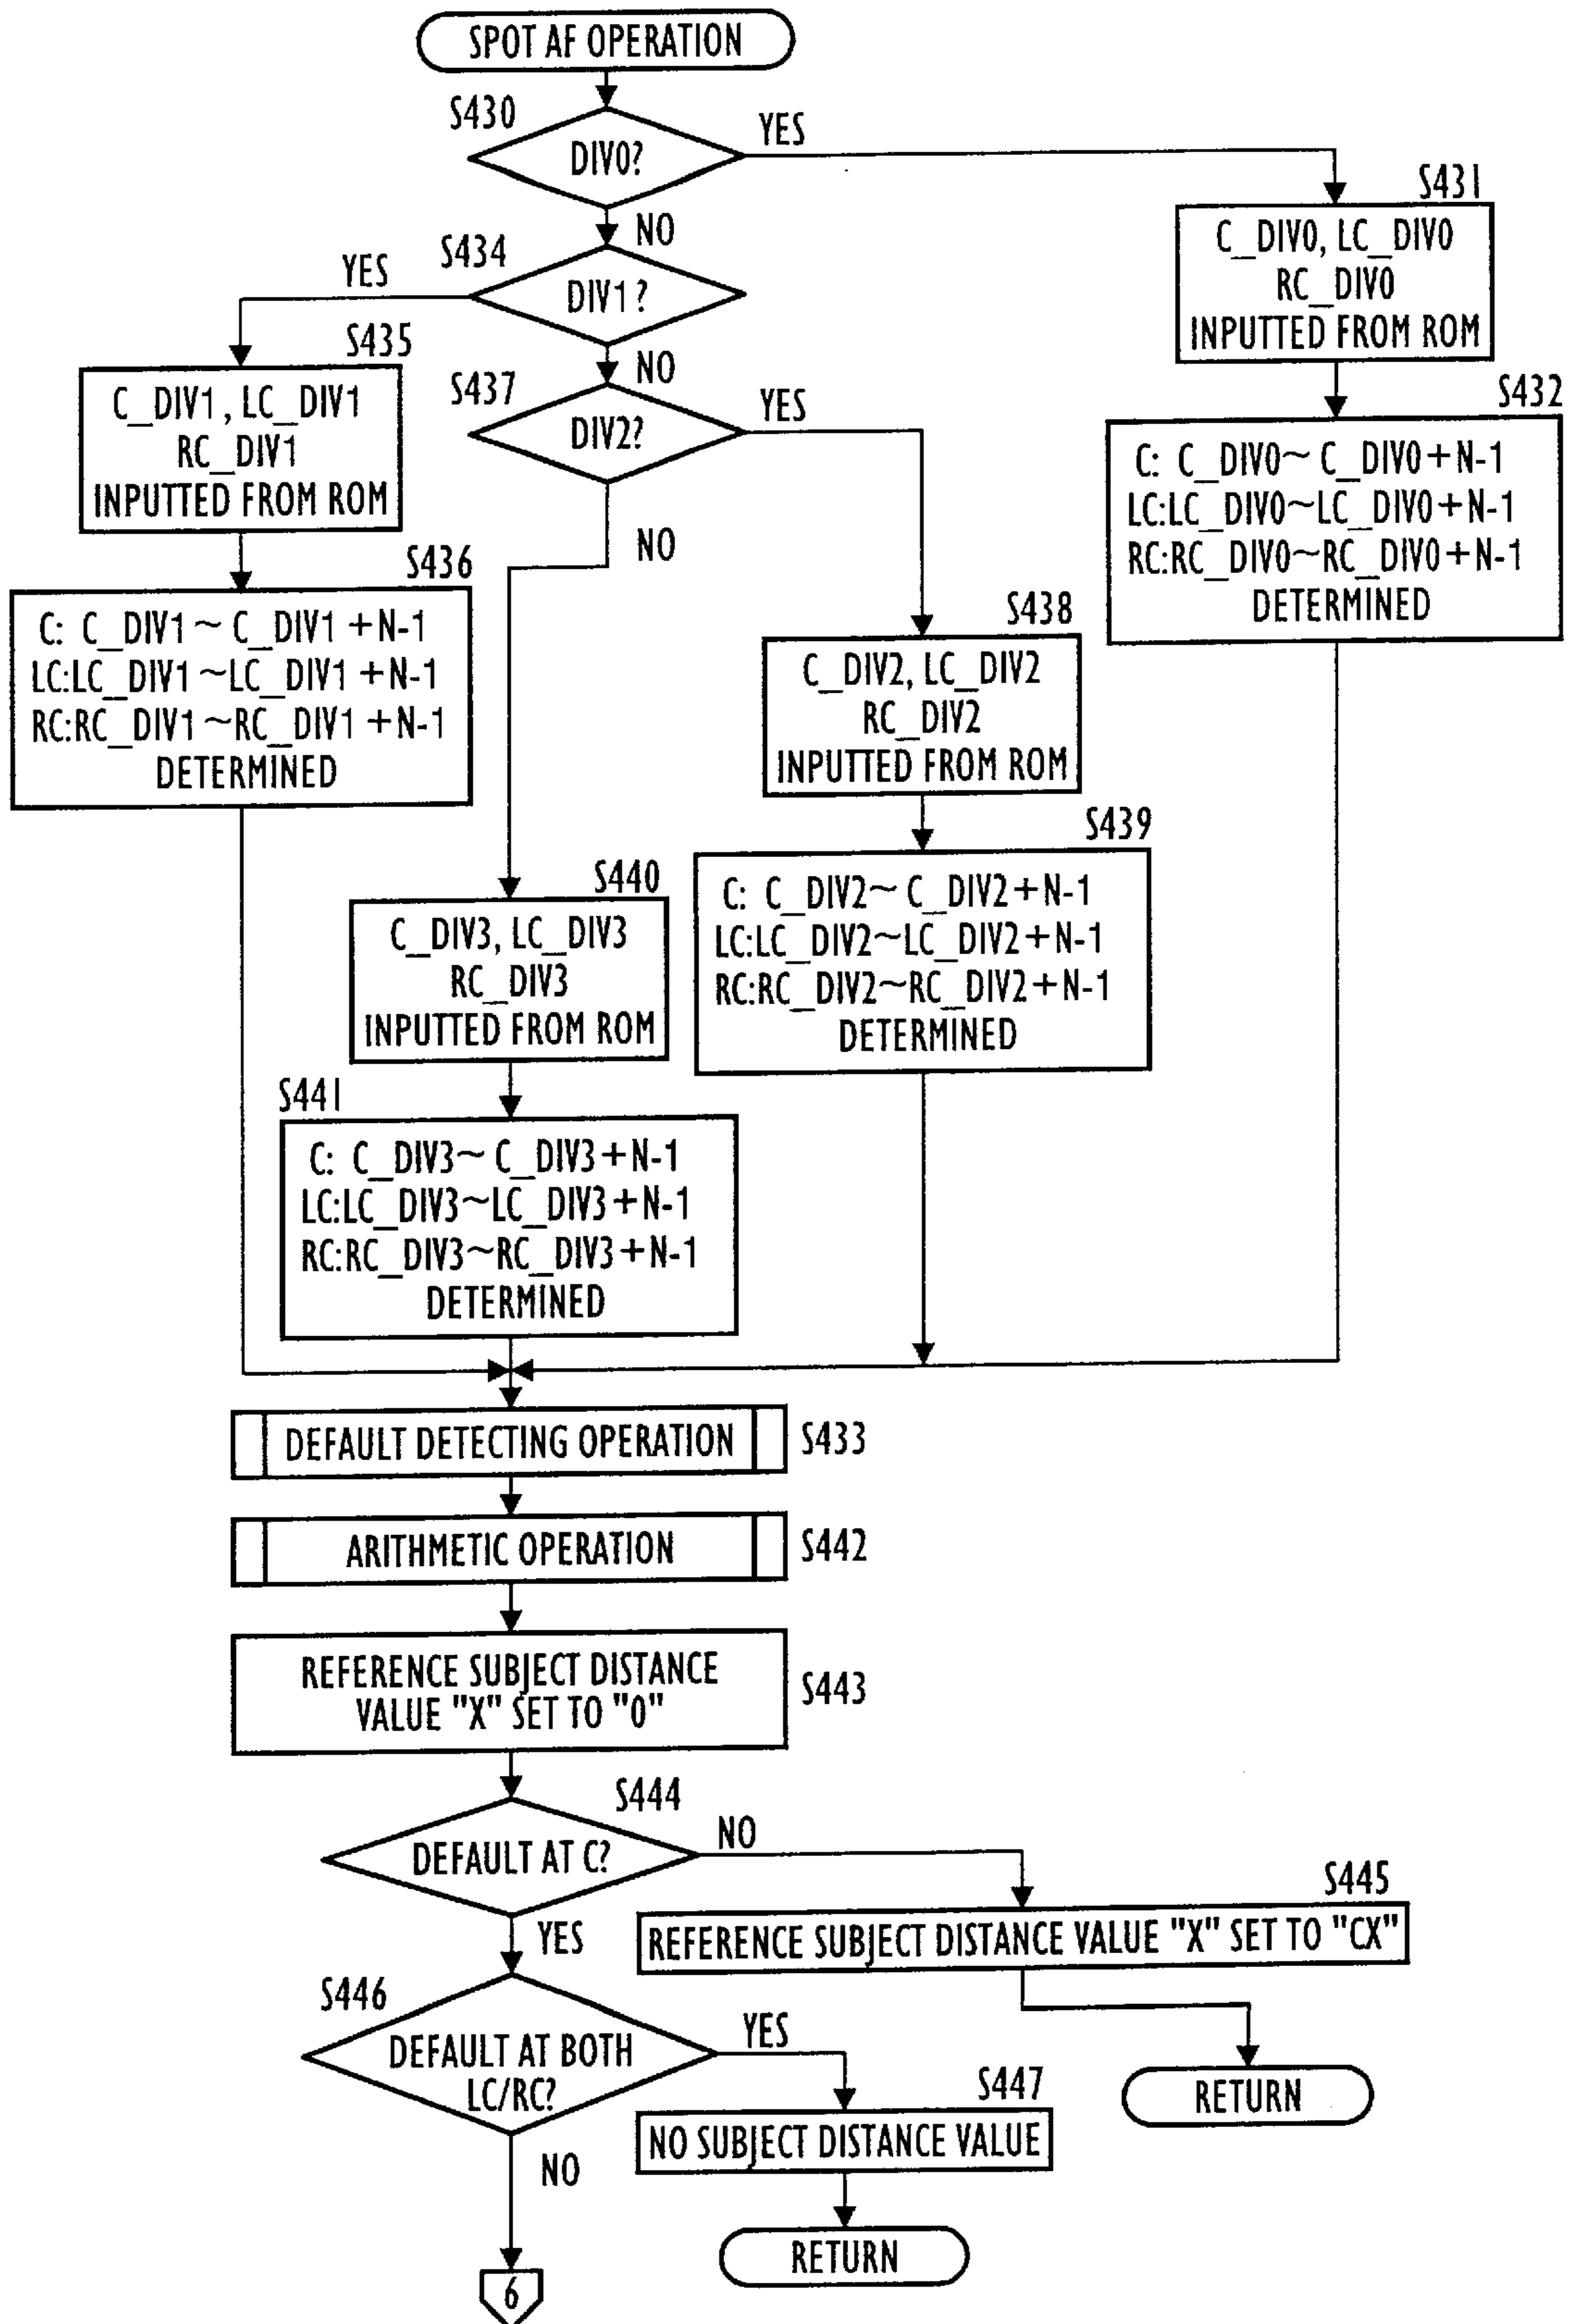 SPOT AF OPERATION
S430
DIV0?
YES
NO
S431
C_DIV0, LC_DIV0
RC_DIV0
INPUTTED FROM ROM
S432
C: C_DIV0~ C_DIV0+N-1
LC:LC_DIV0~LC_DIV0+N-1
RC:RC_DIV0~RC_DIV0+N-1
DETERMINED
S434
DIV1?
YES
NO
S435
C_DIV1, LC_DIV1
RC_DIV1
INPUTTED FROM ROM
S436
C: C_DIV1~ C_DIV1+N-1
LC:LC_DIV1~LC_DIV1+N-1
RC:RC_DIV1~RC_DIV1+N-1
DETERMINED
S437
DIV2?
YES
NO
S438
C_DIV2, LC_DIV2
RC_DIV2
INPUTTED FROM ROM
S439
C: C_DIV2~ C_DIV2+N-1
LC:LC_DIV2~LC_DIV2+N-1
RC:RC_DIV2~RC_DIV2+N-1
DETERMINED
S440
C_DIV3, LC_DIV3
RC_DIV3
INPUTTED FROM ROM
S441
C: C_DIV3~ C_DIV3+N-1
LC:LC_DIV3~LC_DIV3+N-1
RC:RC_DIV3~RC_DIV3+N-1
DETERMINED
DEFAULT DETECTING OPERATION
S433
ARITHMETIC OPERATION
S442
REFERENCE SUBJECT DISTANCE
VALUE "X" SET TO "0"
S443
S444
DEFAULT AT C?
NO
YES
S445
REFERENCE SUBJECT DISTANCE VALUE "X" SET TO "CX"
RETURN
S446
DEFAULT AT BOTH
LC/RC?
YES
NO
S447
NO SUBJECT DISTANCE VALUE
RETURN
6